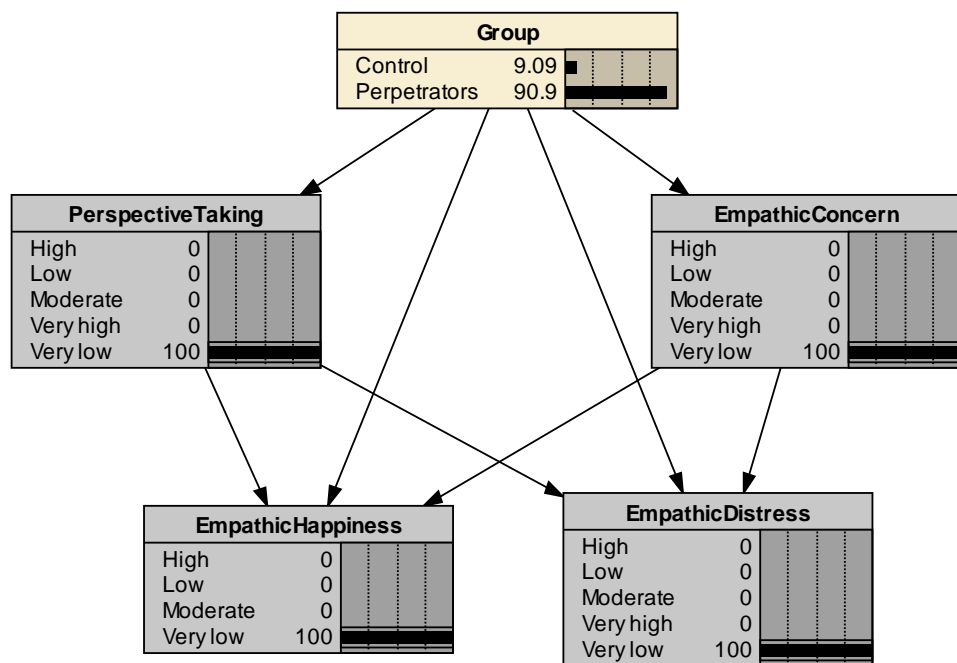 Group
Control 9.09
Perpetrators 90.9
PerspectiveTaking
High 0
Low 0
Moderate 0
Very high 0
Very low 100
EmpathicConcern
High 0
Low 0
Moderate 0
Very high 0
Very low 100
EmpathicHappiness
High 0
Low 0
Moderate 0
Very low 100
EmpathicDistress
High 0
Low 0
Moderate 0
Very high 0
Very low 100